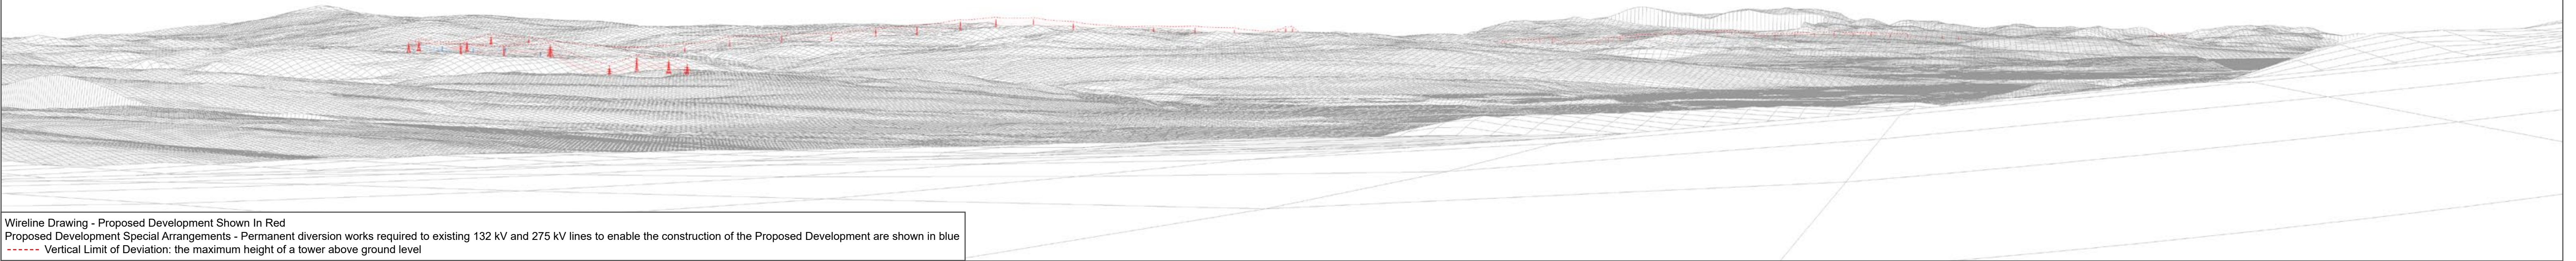 Wireline Drawing - Proposed Development Shown In Red
Proposed Development Special Arrangements - Permanent diversion works required to existing 132 kV and 275 kV lines to enable the construction of the Proposed Development are shown in blue
Vertical Limit of Deviation: the maximum height of a tower above ground level